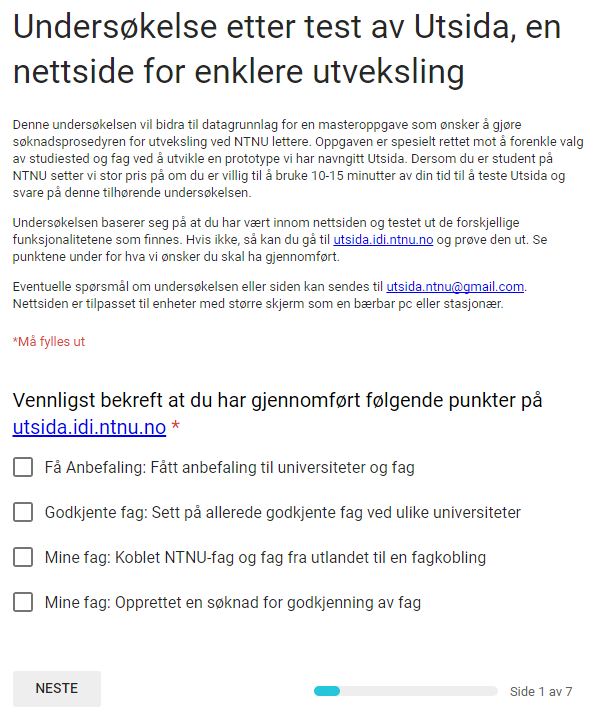 Undersøkelse etter test av Utsida, en
nettside for enklere utveksling
Denne undersøkelsen vil bidra til datagrunnlag for en masteroppgave som ønsker å gjøre
søknadsprosedyren for utveksling ved NTNU lettere. Oppgaven er spesielt rettet mot å forenkle valg
av studiested og fag ved å utvikle en prototype vi har navngitt Utsida. Dersom du er student på
NTNU setter vi stor pris på om du er villig til å bruke 10-15 minutter av din tid til å teste Utsida og
svare på denne tilhørende undersøkelsen.
Undersøkelsen baserer seg på at du har vært innom nettsiden og testet ut de forskjellige
funksjonalitetene som finnes. Hvis ikke, så kan du gå til utsida.idi.ntnu.no og prøve den ut. Se
punktene under for hva vi ønsker du skal ha gjennomført.
Eventuelle spørsmål om undersøkelsen eller siden kan sendes til utsida.ntnu@gmail.com.
Nettsiden er tilpasset til enheter med større skjerm som en bærbar pc eller stasjonær.
*Må fylles ut
Vennligst bekreft at du har gjennomført følgende punkter på
utsida.idi.ntnu.no *
Få Anbefaling: Fått anbefaling til universiteter og fag
Godkjente fag: Sett på allerede godkjente fag ved ulike universiteter
Mine fag: Koblet NTNU-fag og fag fra utlandet til en fagkobling
Mine fag: Opprettet en søknad for godkjenning av fag
NESTE
Side 1 av 7